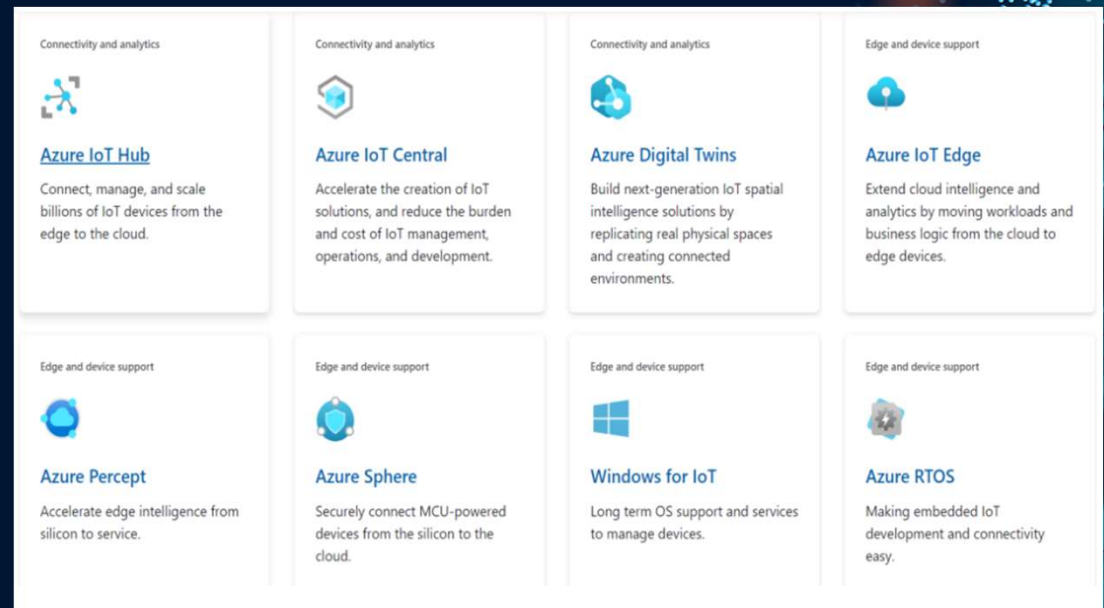 Connectivity and analytics
Azure IoT Hub
Connect, manage, and scale
billions of IoT devices from the
edge to the cloud.
Connectivity and analytics
Azure IoT Central
Accelerate the creation of IoT
solutions, and reduce the burden
and cost of IoT management,
operations, and development.
Connectivity and analytics
Azure Digital Twins
Build next-generation IoT spatial
intelligence solutions by
replicating real physical spaces
and creating connected
environments.
Edge and device support
Azure IoT Edge
Extend cloud intelligence and
analytics by moving workloads and
business logic from the cloud to
edge devices.
Edge and device support
Azure Percept
Accelerate edge intelligence from
silicon to service.
Edge and device support
Azure Sphere
Securely connect MCU-powered
devices from the silicon to the
cloud.
Edge and device support
Windows for IoT
Long term OS support and services
to manage devices.
Edge and device support
Azure RTOS
Making embedded IoT
development and connectivity
easy.